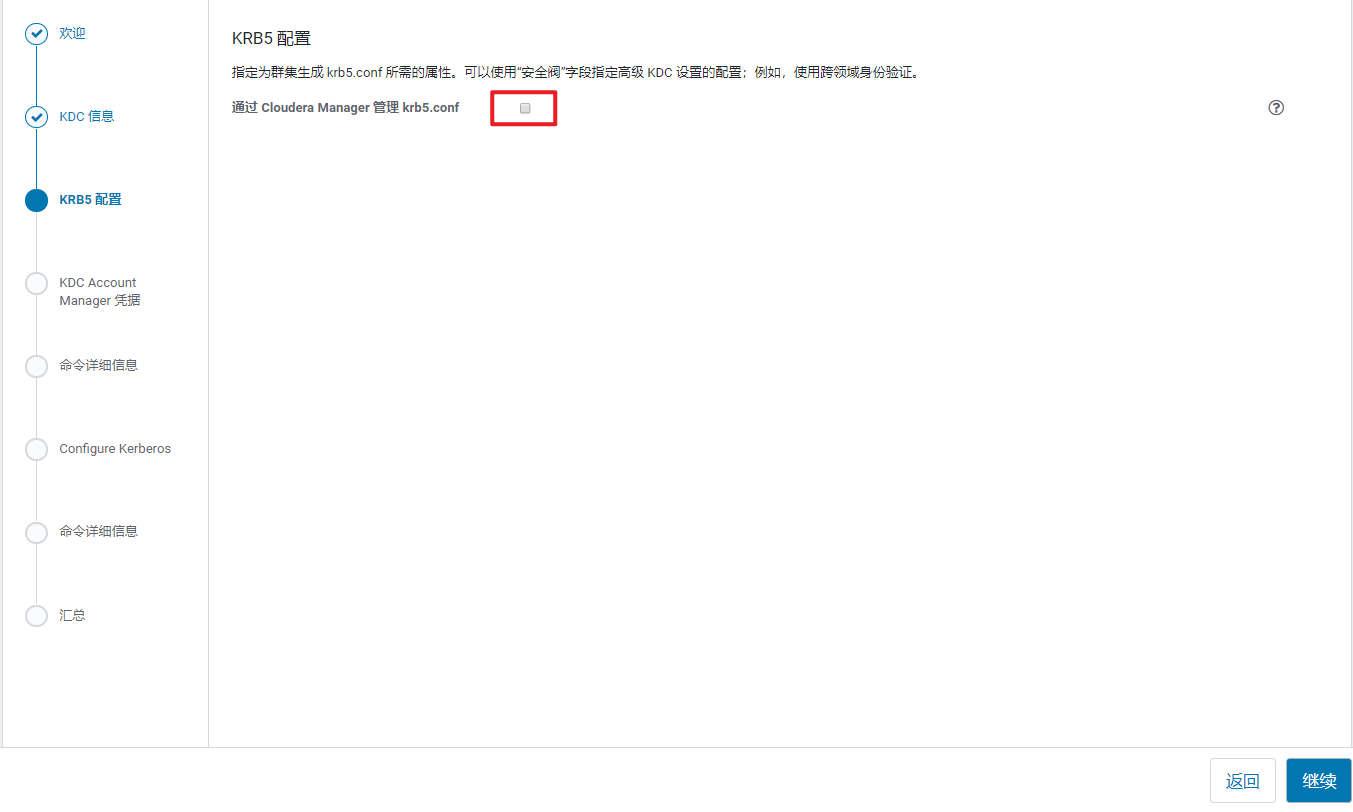 欢迎
KDC 信息
KRB5 配置
KDC Account
Manager 凭据
命令详细信息
Configure Kerberos
命令详细信息
汇总
KRB5 配置
指定为群集生成 krb5.conf 所需的属性。可以使用“安全阀”字段指定高级 KDC 设置的配置；例如，使用跨领域身份验证。
通过 Cloudera Manager 管理 krb5.conf
?
返回
继续